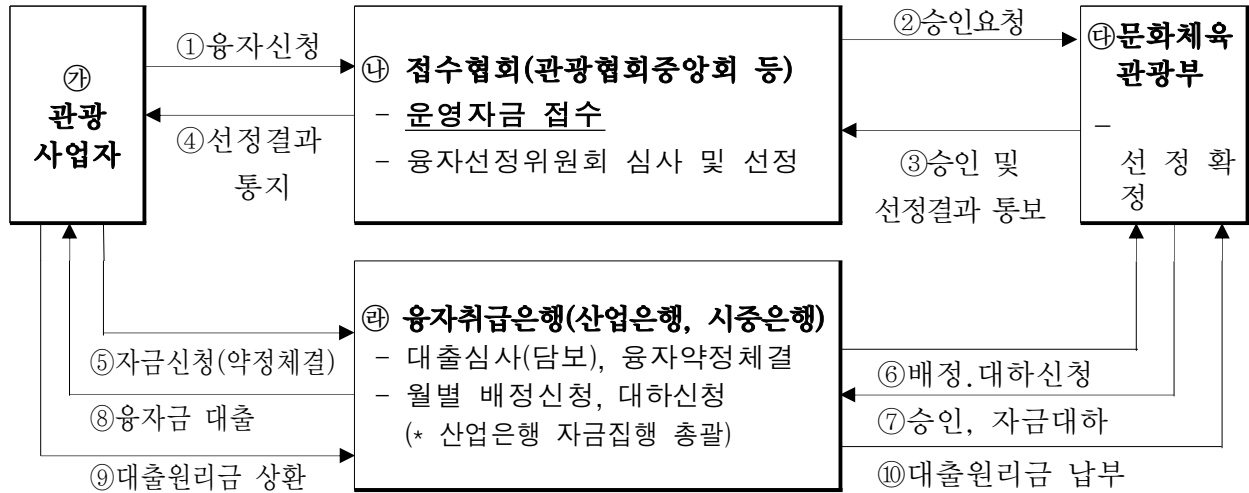 ㉮
관광
사업자
①융자신청
④선정결과
통지
㉯ 접수협회(관광협회중앙회 등)
- 운영자금 접수
- 융자선정위원회 심사 및 선정
②승인요청
③승인 및
선정결과 통보
㉰문화체육
관광부
-
선 정 확
정
⑤자금신청(약정체결)
⑧융자금 대출
⑨대출원리금 상환
㉱ 융자취급은행(산업은행, 시중은행)
- 대출심사(담보), 융자약정체결
- 월별 배정신청, 대하신청
(* 산업은행 자금집행 총괄)
⑥배정.대하신청
⑦승인, 자금대하
⑩대출원리금 납부